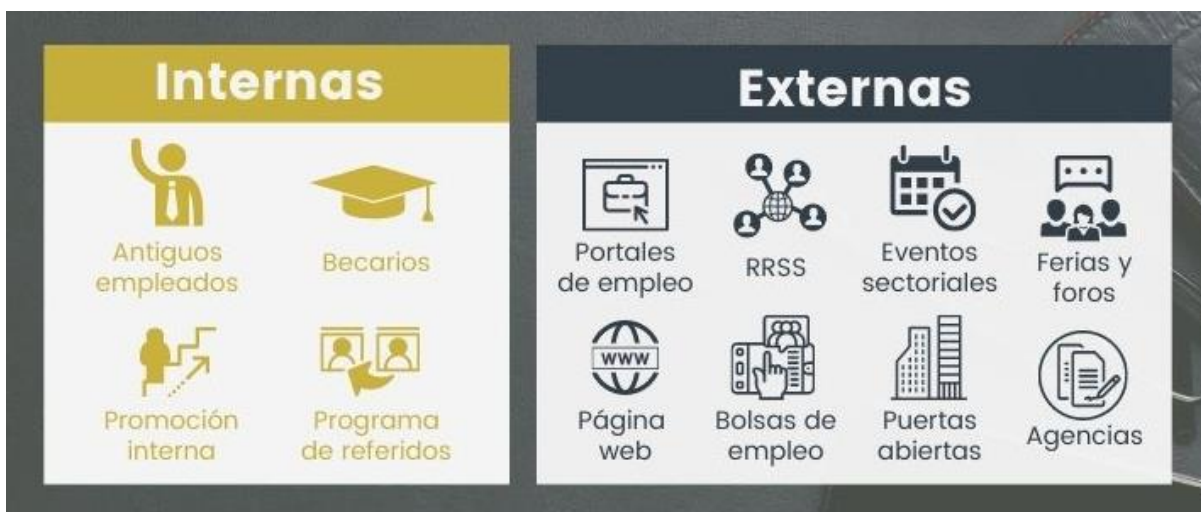 Internas
Antiguos
empleados
Becarios
Promoción
interna
Programa
de referidos
Externas
Portales
de empleo
RRSS
Eventos
sectoriales
Ferias y
foros
www
Página
web
Bolsas de
empleo
Puertas
abiertas
Agencias